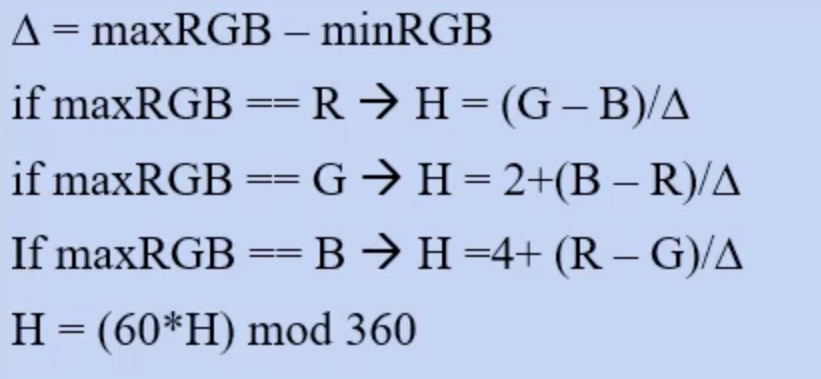 Δ = maxRGB – minRGB
if maxRGB == R → H = (G – B)/Δ
if maxRGB == G → H = 2+(B – R)/Δ
If maxRGB == B → H =4+ (R – G)/Δ
H = (60*H) mod 360